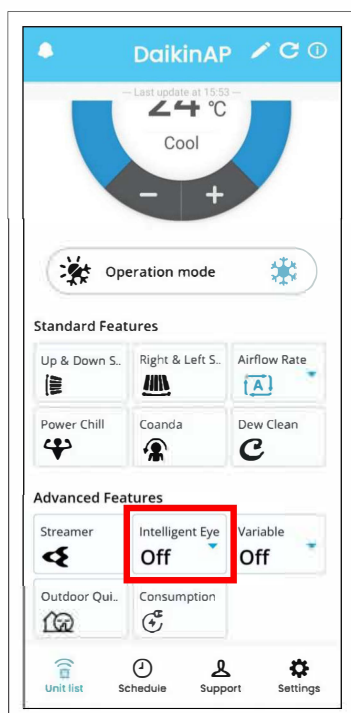 DaikinAP
Last update at 15:53
24 °C
Cool
Operation mode
Standard Features
Up & Down S..
Right & Left S..
Airflow Rate
A
Power Chill
Coanda
Dew Clean
Advanced Features
Streamer
Intelligent Eye
Off
Variable
Off
Outdoor Qui..
Consumption
Unit list
Schedule
Support
Settings